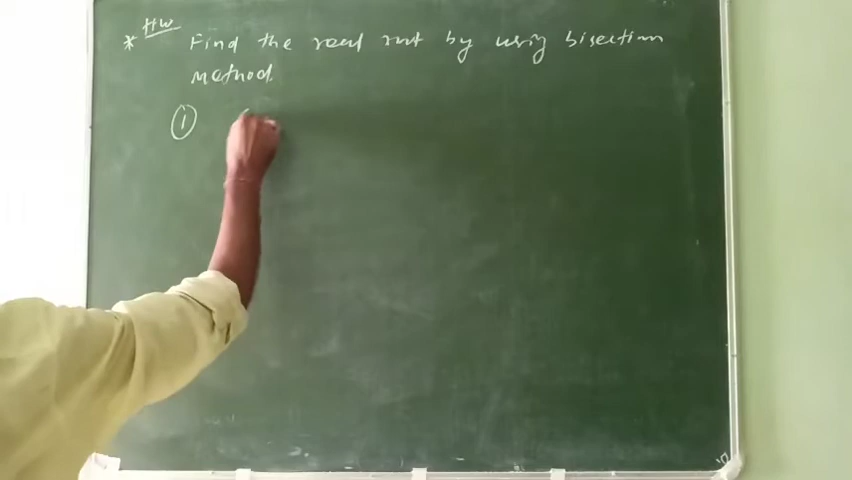 HW
* Find the real root by using bisection
method.
①